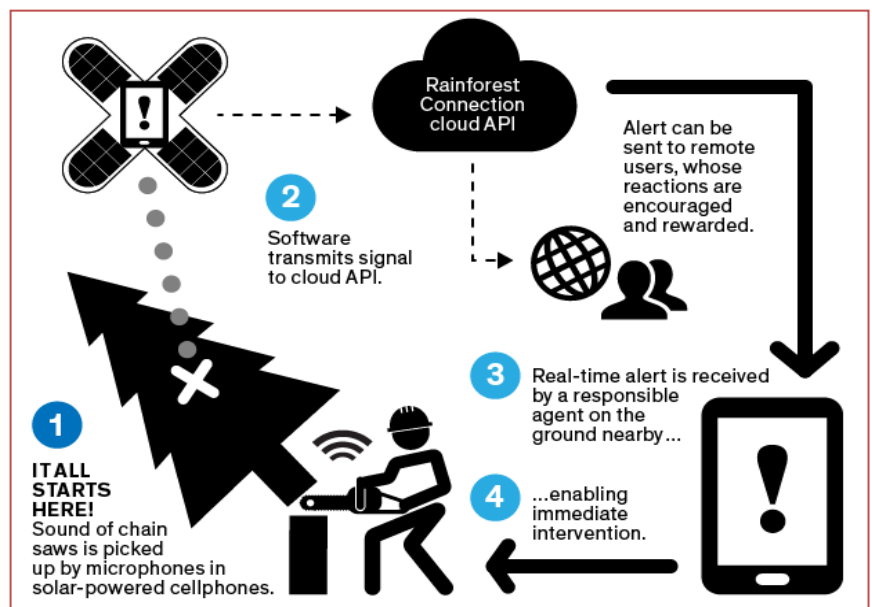 Rainforest
Connection
cloud API
Alert can be
sent to remote
users, whose
reactions are
encouraged
and rewarded.
2
Software
transmits signal
to cloud API.
3
Real-time alert is received
by a responsible
agent on the
ground nearby...
1
IT ALL
STARTS
HERE!
Sound of chain
saws is picked
up by microphones in
solar-powered cellphones.
4
...enabling
immediate
intervention.